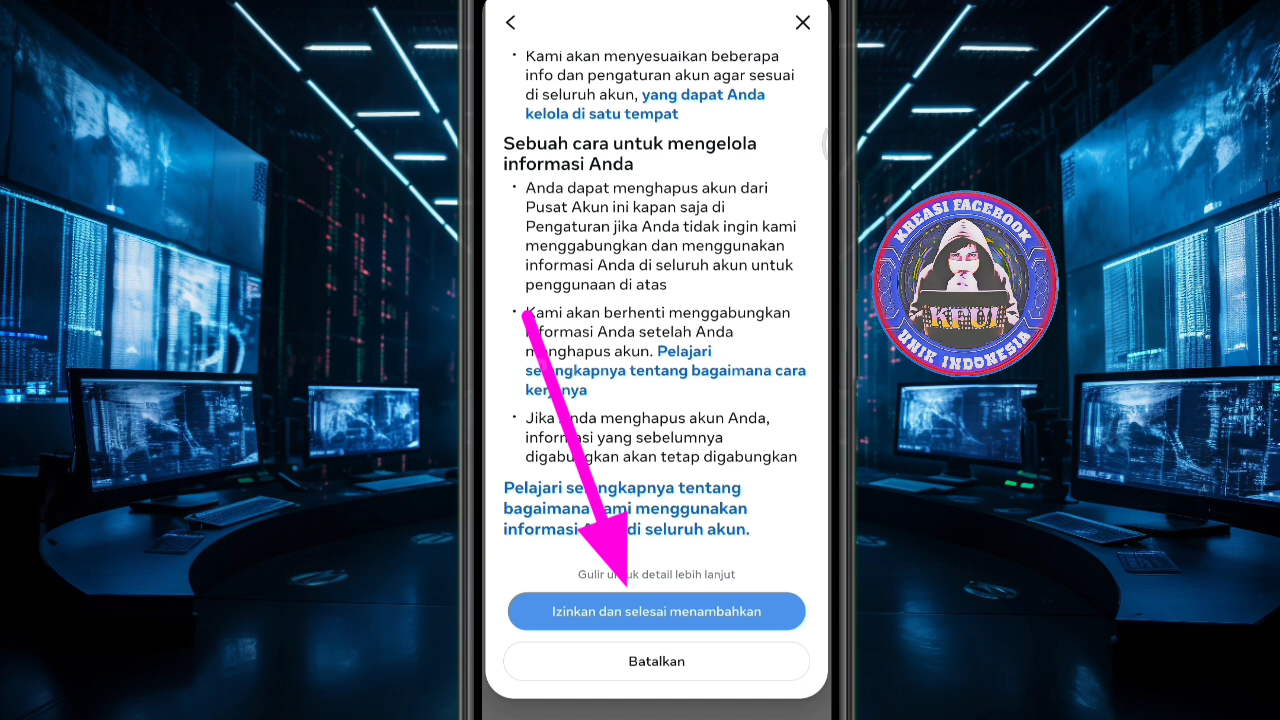 • Kami akan menyesuaikan beberapa
info dan pengaturan akun agar sesuai
di seluruh akun, yang dapat Anda
kelola di satu tempat
Sebuah cara untuk mengelola
informasi Anda
• Anda dapat menghapus akun dari
Pusat Akun ini kapan saja di
Pengaturan jika Anda tidak ingin kami
menggabungkan dan menggunakan
informasi Anda di seluruh akun untuk
penggunaan di atas
• Kami akan berhenti menggabungkan
informasi Anda setelah Anda
menghapus akun. Pelajari
selengkapnya tentang bagaimana cara
kerjanya
• Jika Anda menghapus akun Anda,
informasi yang sebelumnya
digabungkan akan tetap digabungkan
Pelajari selengkapnya tentang
bagaimana kami menggunakan
informasi Anda di seluruh akun.
Gulir untuk detail lebih lanjut
Izinkan dan selesai menambahkan
Batalkan
KREASI FACEBOOK
KFUI
UNIK INDONESIA